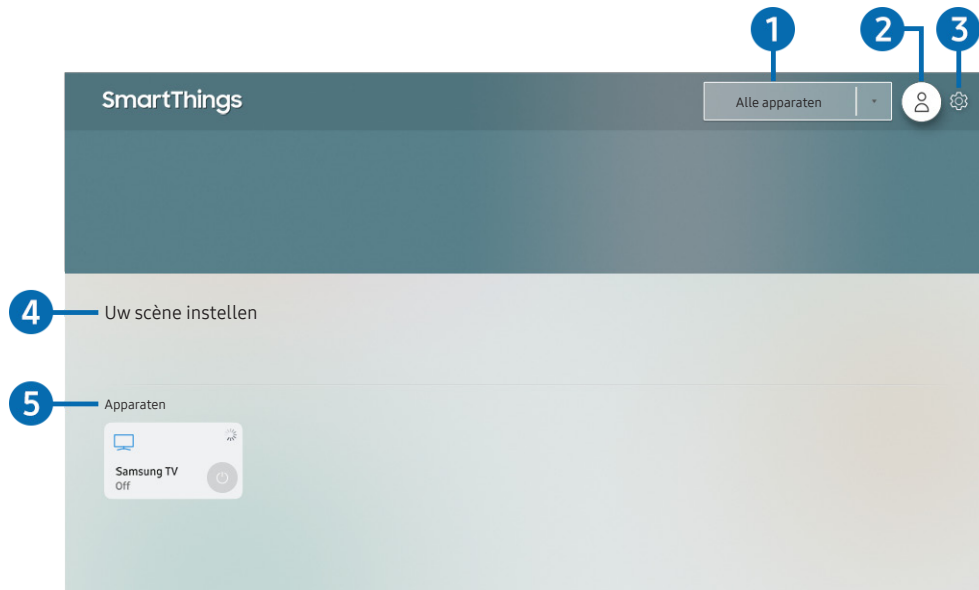 1 2 3
SmartThings
Alle apparaten
4 Uw scène instellen
5 Apparaten
Samsung TV
Off